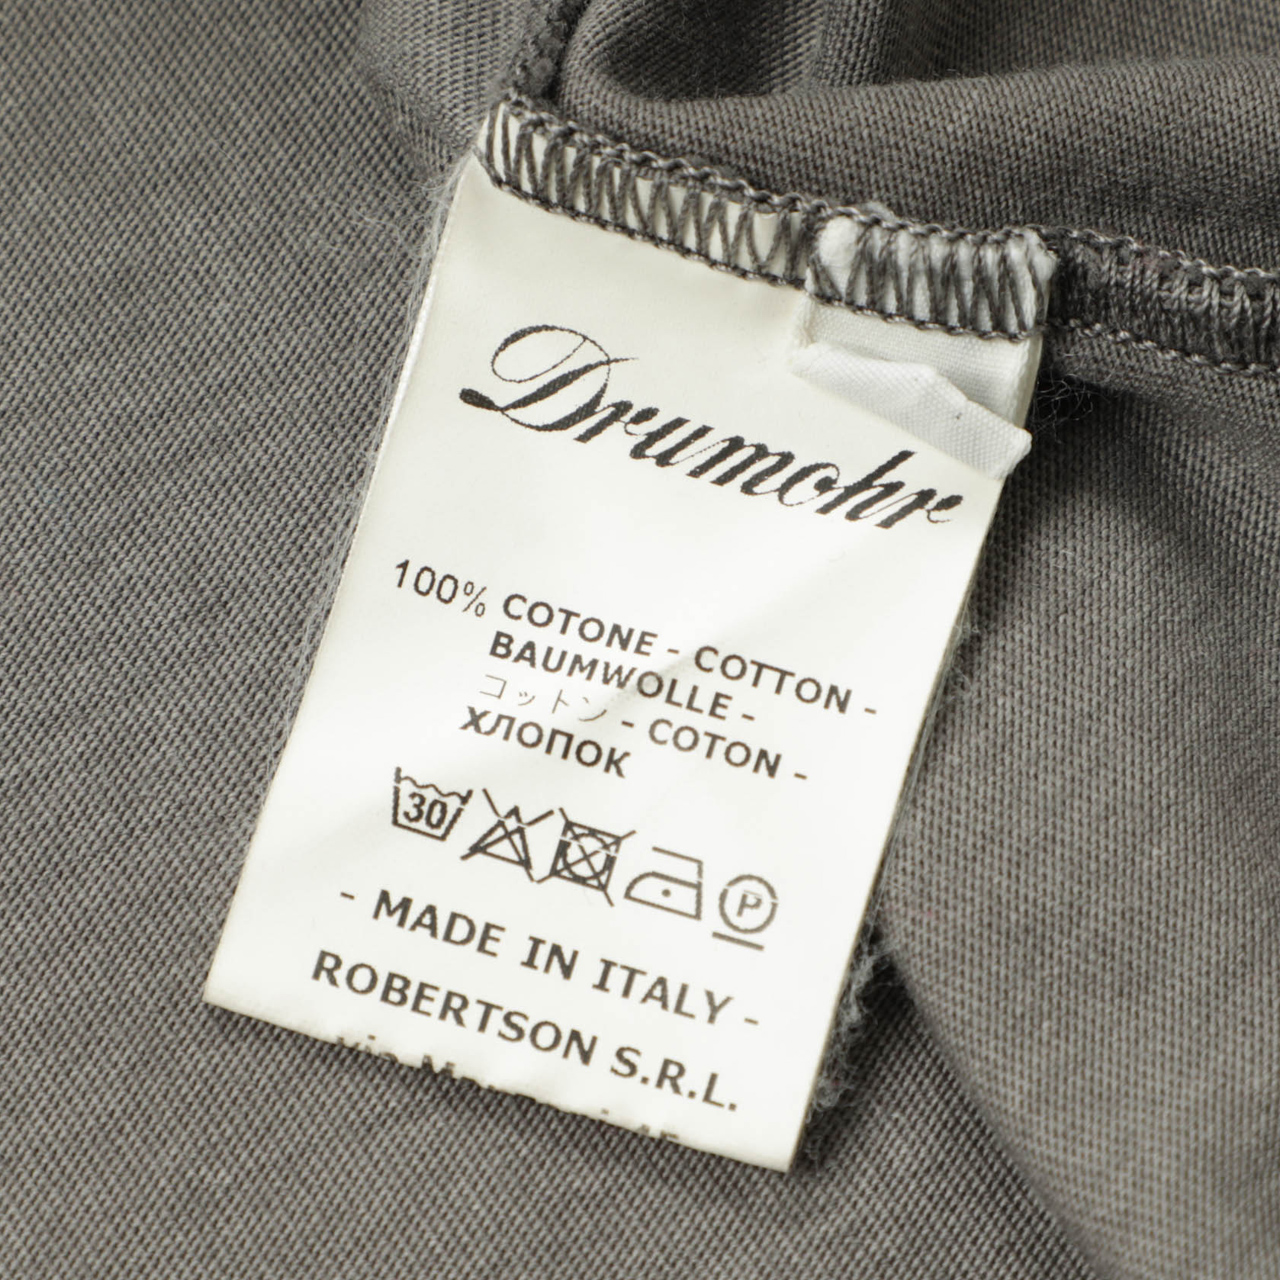 Drumohr
100% COTONE - COTTON -
BAUMWOLLE -
コットン - COTON -
ХЛОПОК
30
P
- MADE IN ITALY -
ROBERTSON S.R.L.